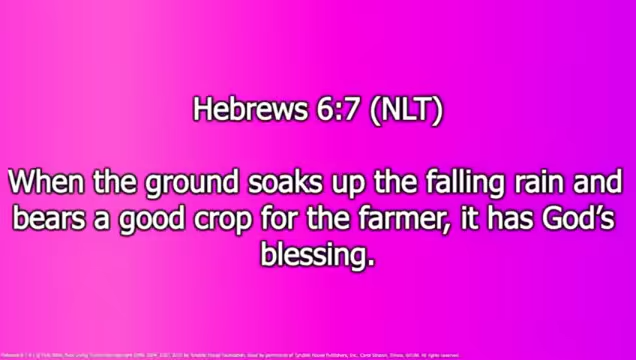 Hebrews 6:7 (NLT)
When the ground soaks up the falling rain and
bears a good crop for the farmer, it has God's
blessing.